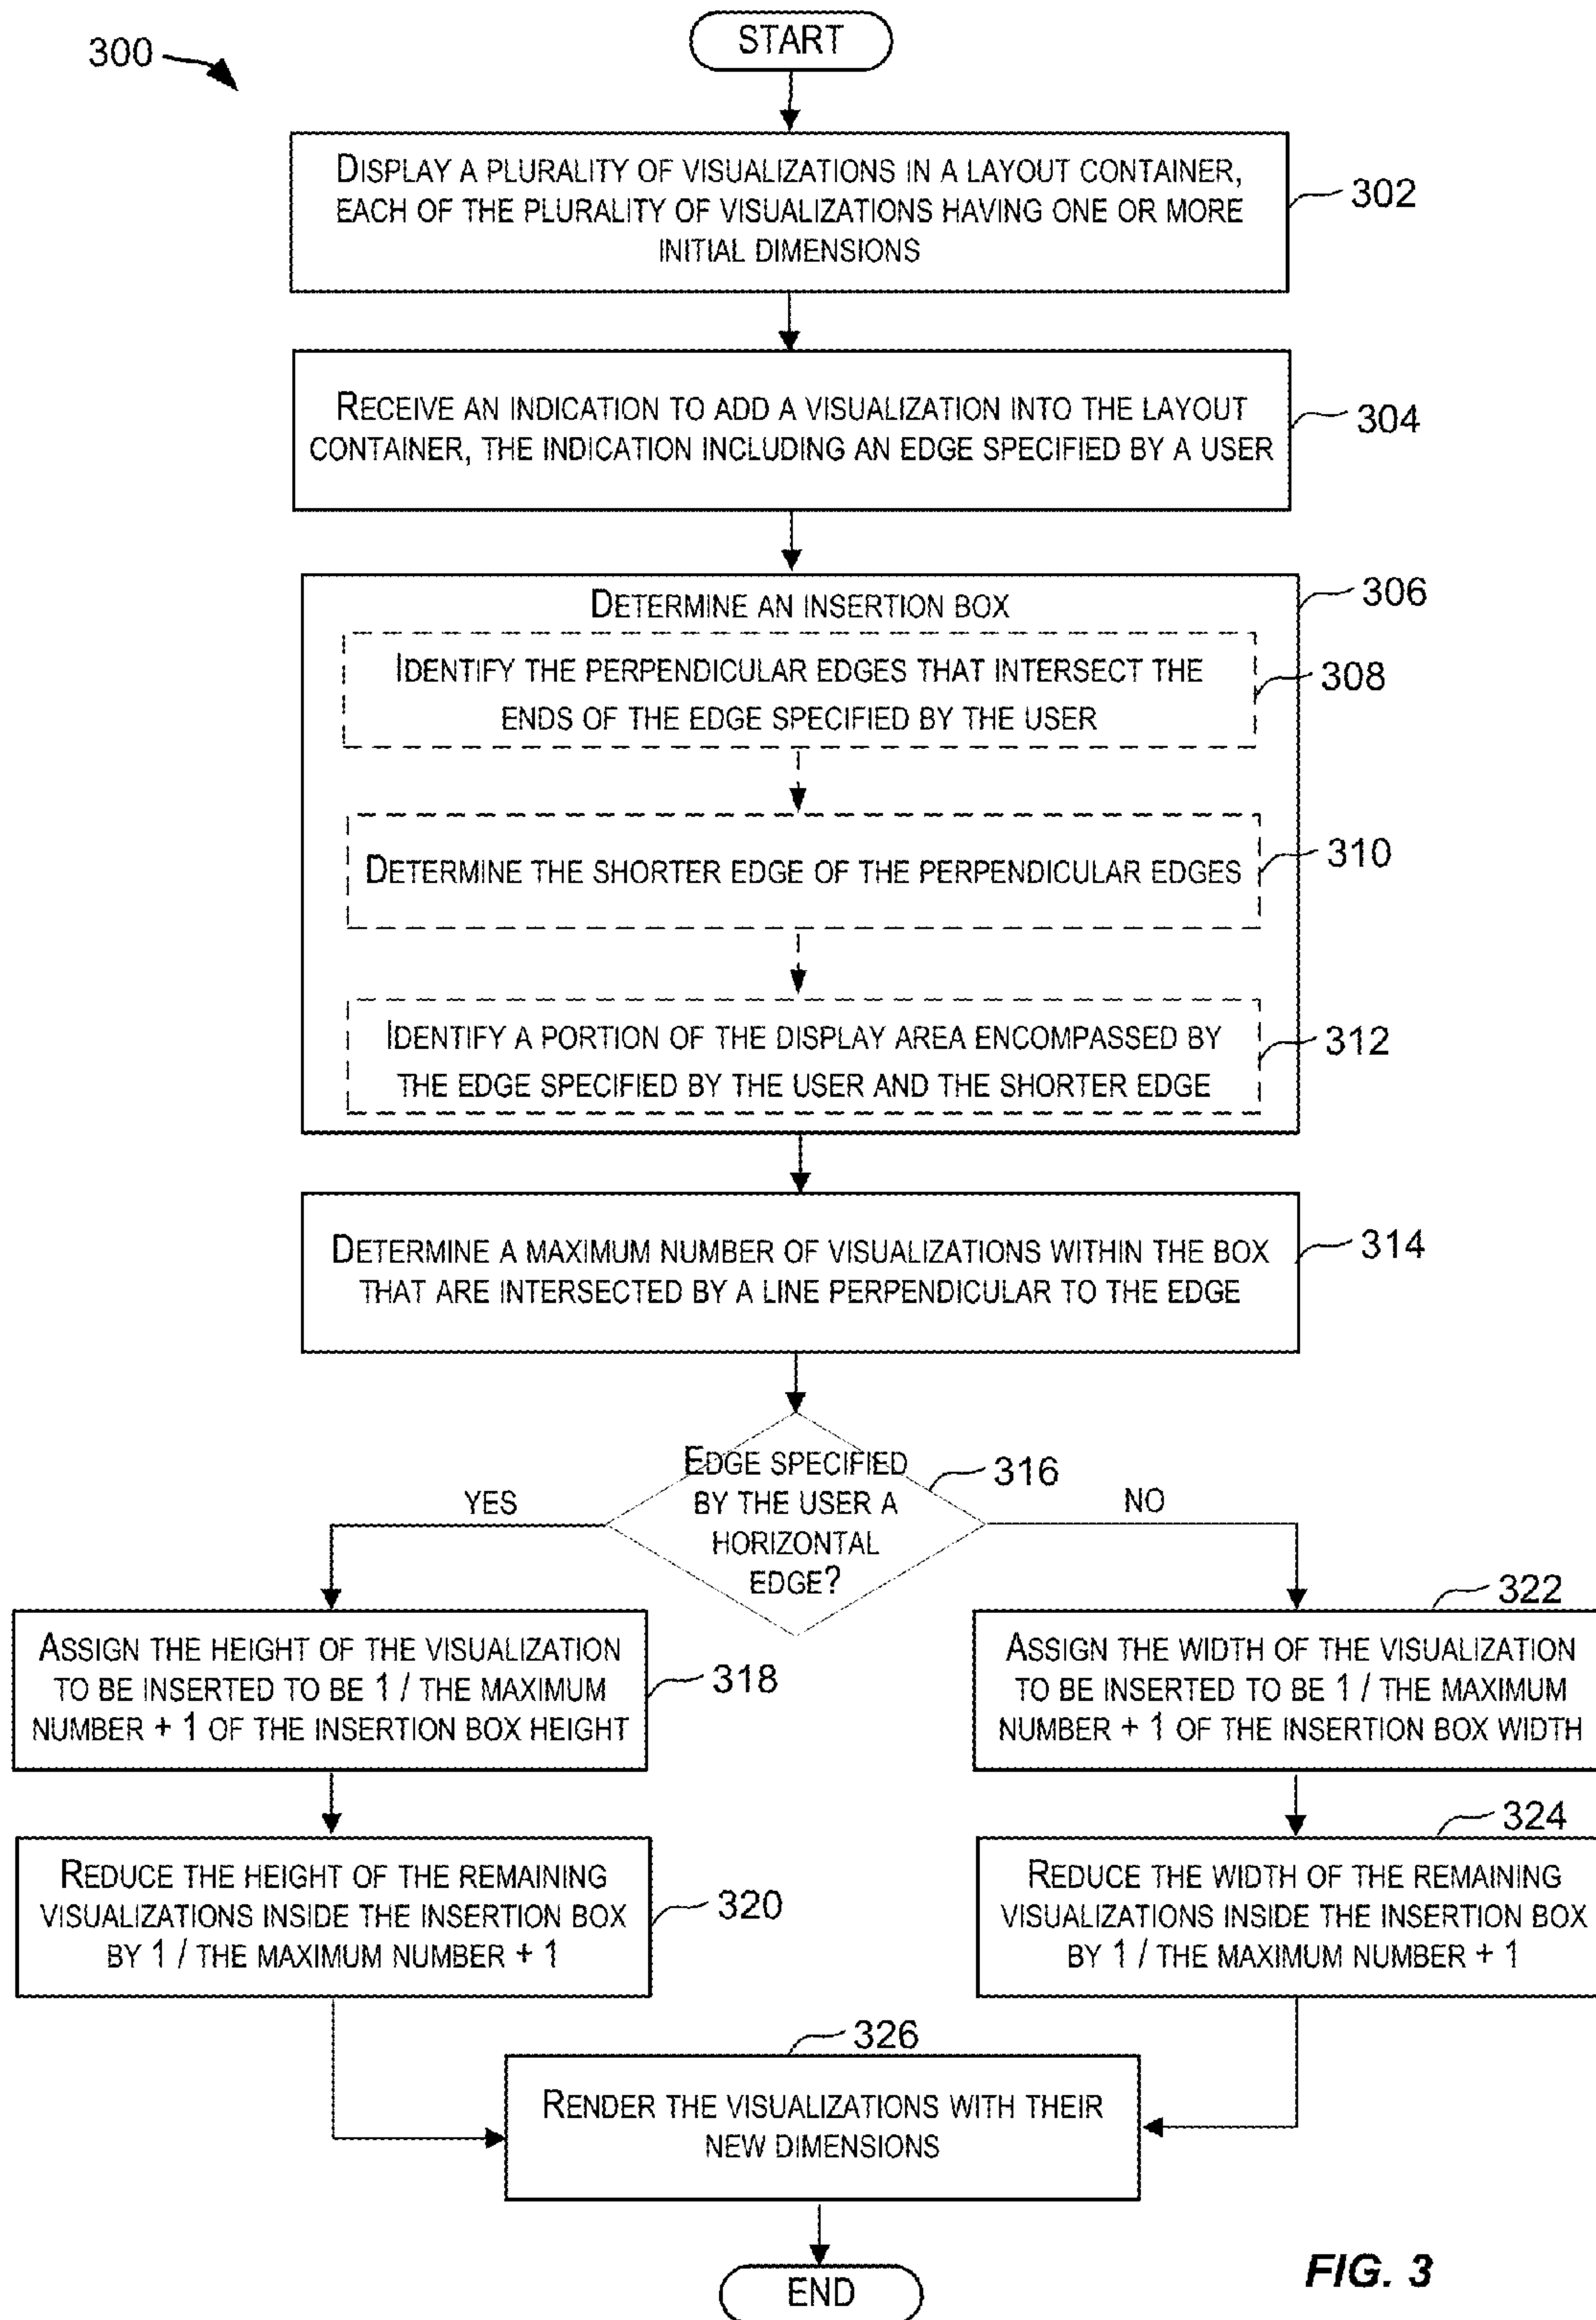 300
START
DISPLAY A PLURALITY OF VISUALIZATIONS IN A LAYOUT CONTAINER,
EACH OF THE PLURALITY OF VISUALIZATIONS HAVING ONE OR MORE
INITIAL DIMENSIONS
302
RECEIVE AN INDICATION TO ADD A VISUALIZATION INTO THE LAYOUT
CONTAINER, THE INDICATION INCLUDING AN EDGE SPECIFIED BY A USER
304
DETERMINE AN INSERTION BOX
306
IDENTIFY THE PERPENDICULAR EDGES THAT INTERSECT THE
ENDS OF THE EDGE SPECIFIED BY THE USER
308
DETERMINE THE SHORTER EDGE OF THE PERPENDICULAR EDGES
310
IDENTIFY A PORTION OF THE DISPLAY AREA ENCOMPASSED BY
THE EDGE SPECIFIED BY THE USER AND THE SHORTER EDGE
312
DETERMINE A MAXIMUM NUMBER OF VISUALIZATIONS WITHIN THE BOX
THAT ARE INTERSECTED BY A LINE PERPENDICULAR TO THE EDGE
314
EDGE SPECIFIED
BY THE USER A
HORIZONTAL
EDGE?
316
YES
NO
ASSIGN THE HEIGHT OF THE VISUALIZATION
TO BE INSERTED TO BE 1 / THE MAXIMUM
NUMBER + 1 OF THE INSERTION BOX HEIGHT
318
322
ASSIGN THE WIDTH OF THE VISUALIZATION
TO BE INSERTED TO BE 1 / THE MAXIMUM
NUMBER + 1 OF THE INSERTION BOX WIDTH
REDUCE THE HEIGHT OF THE REMAINING
VISUALIZATIONS INSIDE THE INSERTION BOX
BY 1 / THE MAXIMUM NUMBER + 1
320
324
REDUCE THE WIDTH OF THE REMAINING
VISUALIZATIONS INSIDE THE INSERTION BOX
BY 1 / THE MAXIMUM NUMBER + 1
326
RENDER THE VISUALIZATIONS WITH THEIR
NEW DIMENSIONS
END
FIG. 3